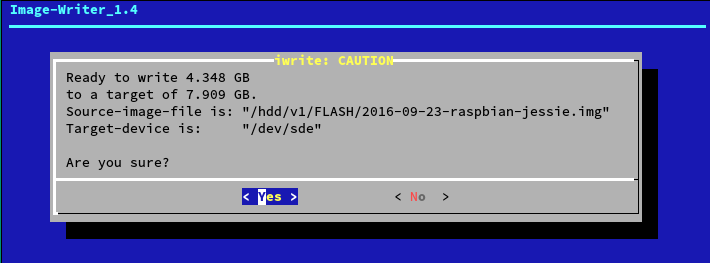 Image-Writer_1.4
iwrite: CAUTION
Ready to write 4.348 GB
to a target of 7.909 GB.
Source-image-file is: "/hdd/v1/FLASH/2016-09-23-raspbian-jessie.img"
Target-device is:     "/dev/sde"
Are you sure?
< Yes >            < No  >